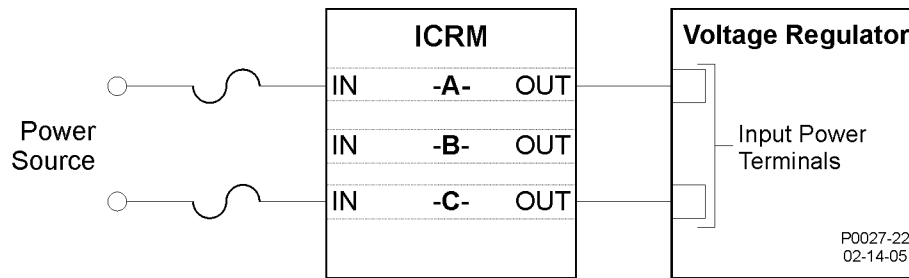 ICRM
Voltage Regulator
Power
Source
IN -A- OUT
IN -B- OUT
IN -C- OUT
Input Power
Terminals
P0027-22
02-14-05